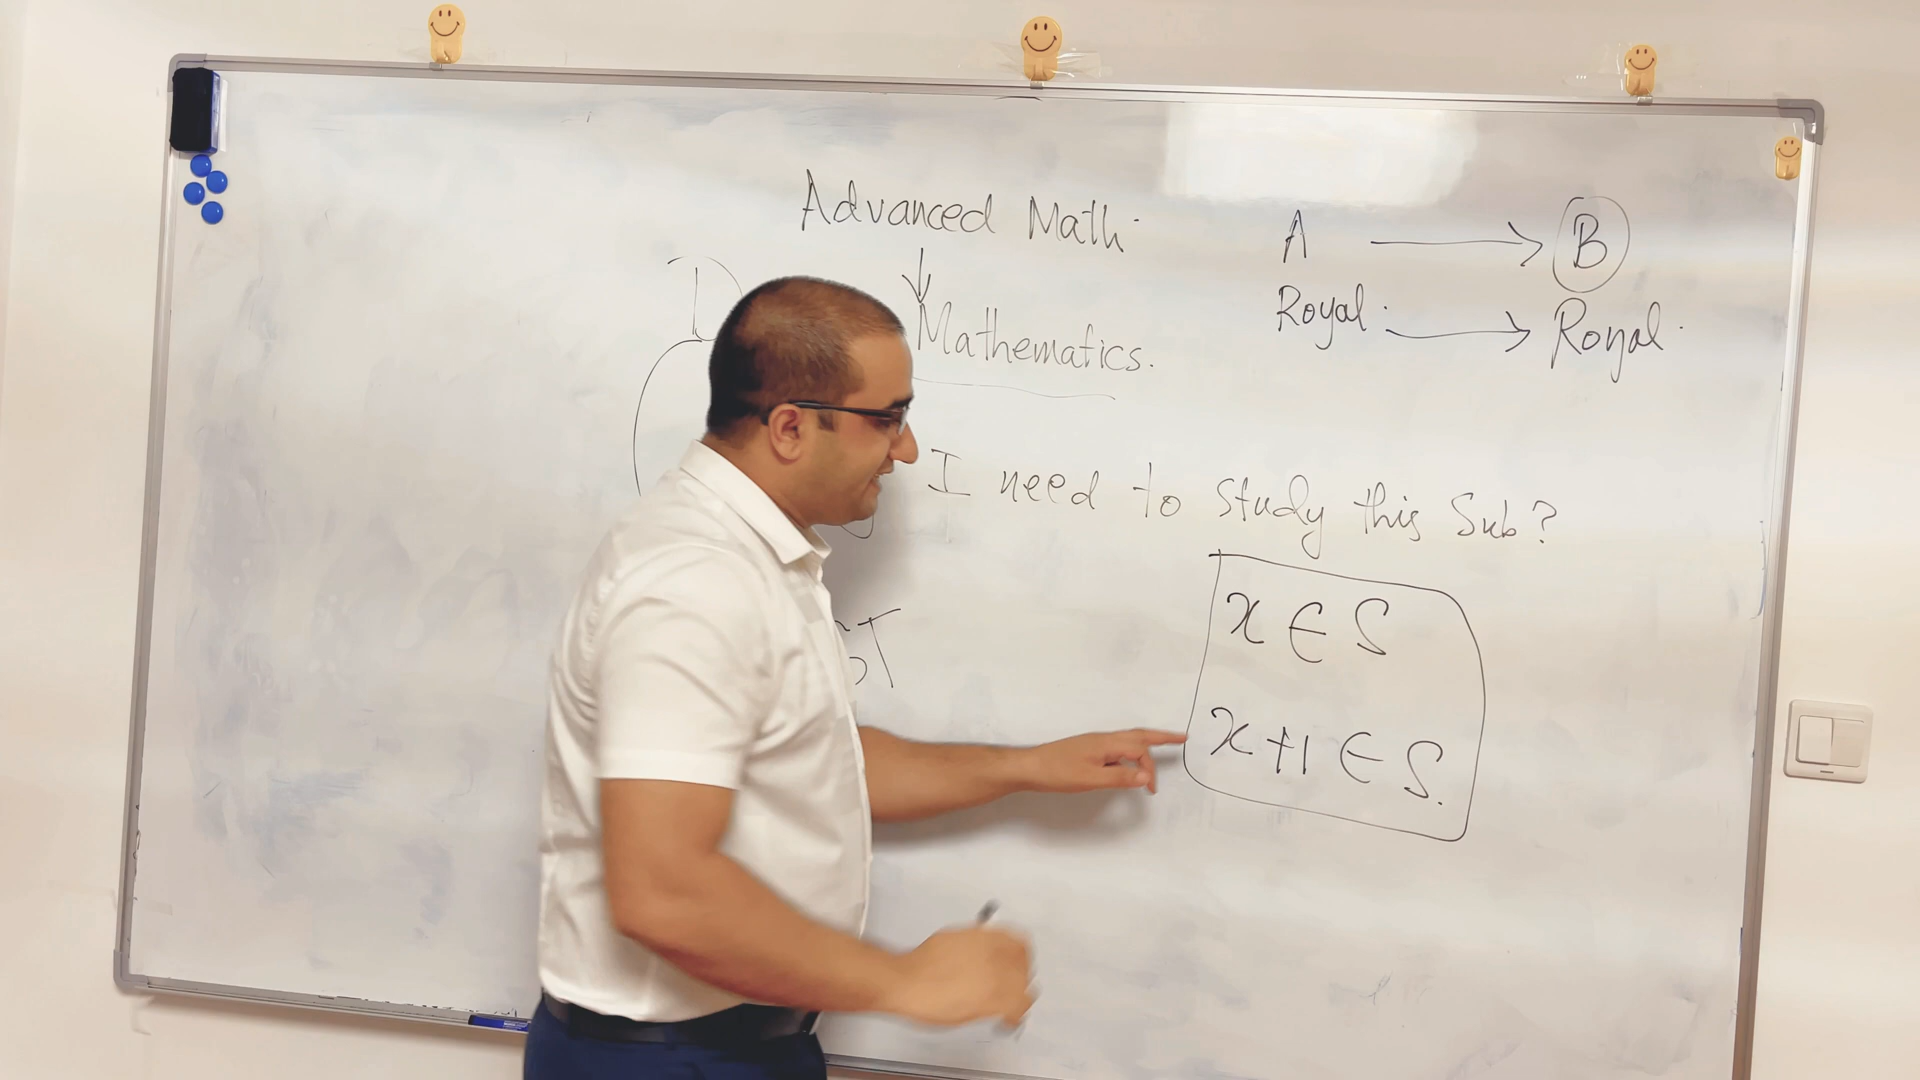 Advanced Math.
Mathematics.
A → B
Royal. → Royal.
I need to study this Sub?
x ∈ S
x+1 ∈ S.